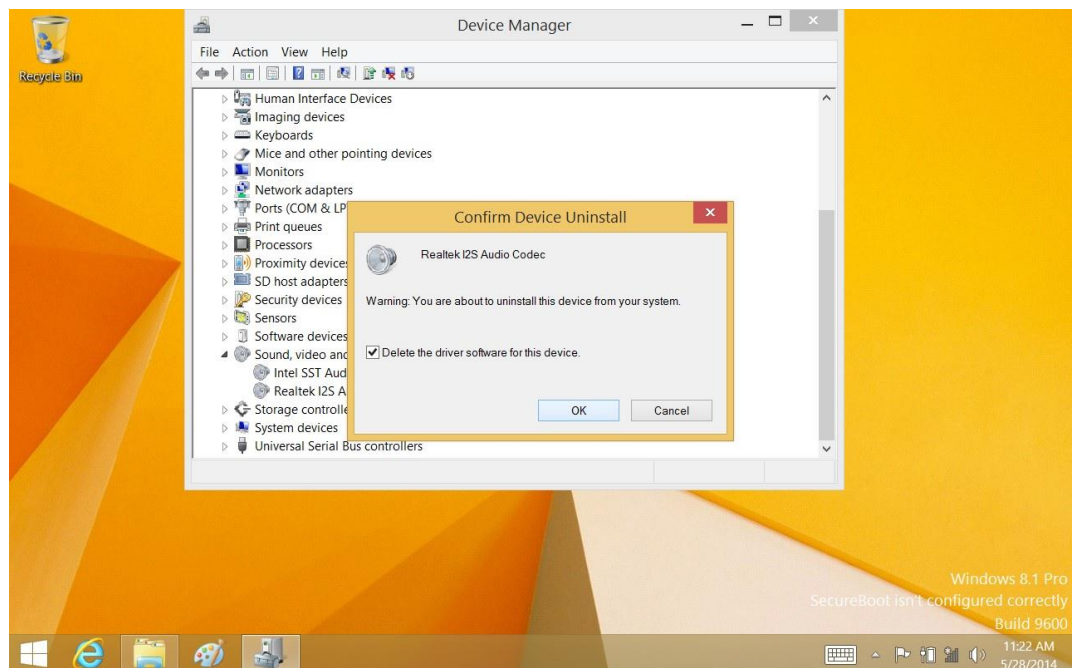 Recycle Bin
Device Manager
File Action View Help
Human Interface Devices
Imaging devices
Keyboards
Mice and other pointing devices
Monitors
Network adapters
Ports (COM & LP
Print queues
Processors
Proximity device
SD host adapters
Security devices
Sensors
Software devices
Sound, video and
Intel SST Aud
Realtek I2S A
Storage controlle
System devices
Universal Serial Bus controllers
Confirm Device Uninstall
Realtek I2S Audio Codec
Warning: You are about to uninstall this device from your system.
Delete the driver software for this device.
OK Cancel
Windows 8.1 Pro
SecureBoot isn't configured correctly
Build 9600
11:22 AM
5/28/2014